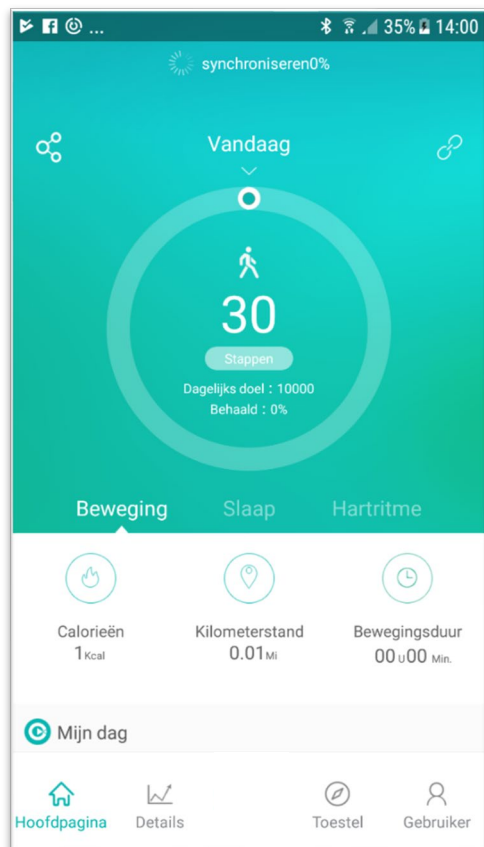 ... 35% 14:00
synchroniseren0%
Vandaag
30
Stappen
Dagelijks doel : 10000
Behaald : 0%
Beweging Slaap Hartritme
Calorieën Kilometerstand Bewegingsduur
1Kcal 0.01Mi 00U00 Min.
Mijn dag
Hoofdpagina Details Toestel Gebruiker